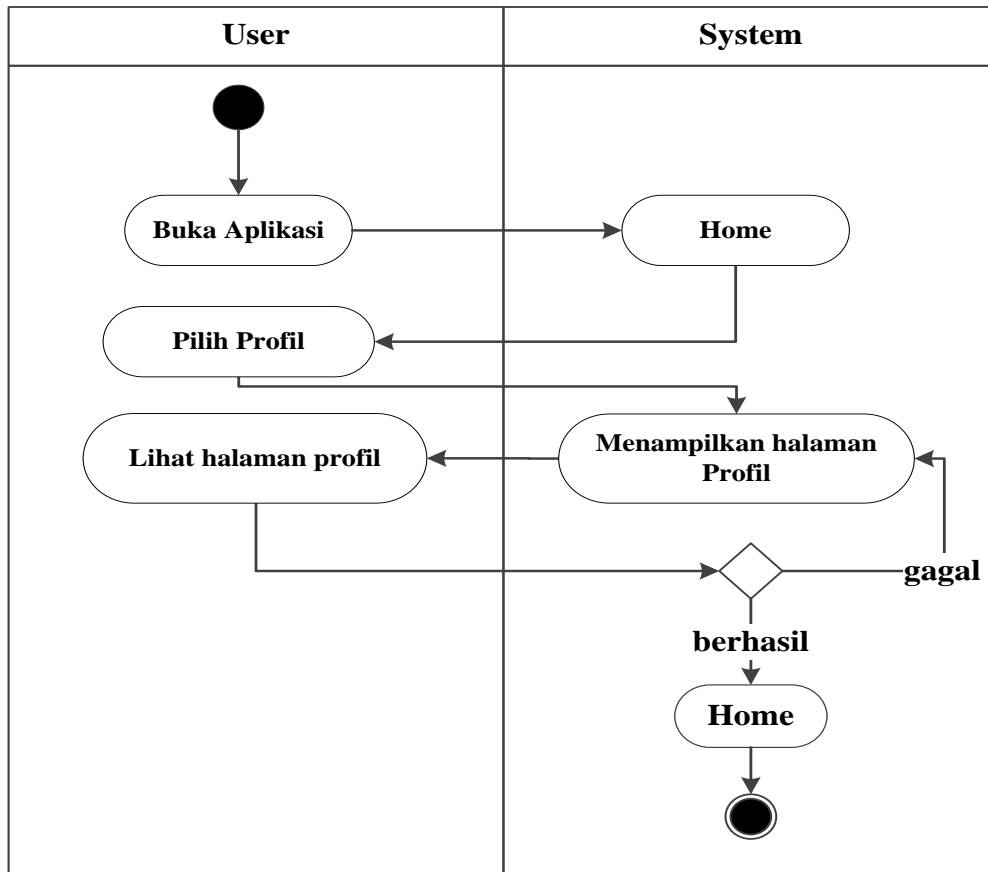 User
System
Buka Aplikasi
Home
Pilih Profil
Lihat halaman profil
Menampilkan halaman
Profil
gagal
berhasil
Home